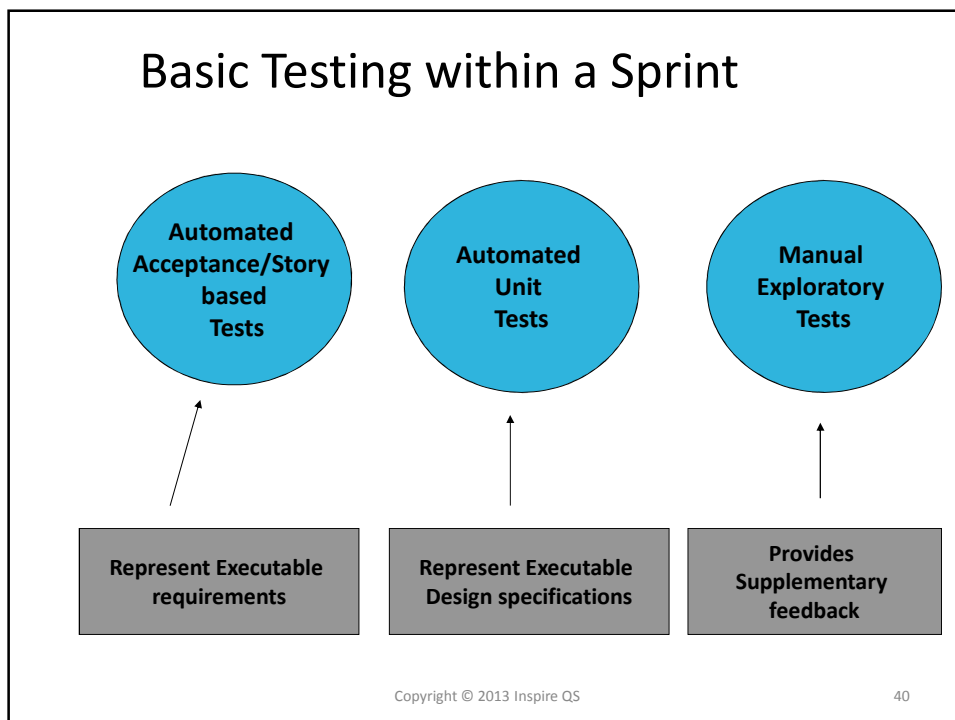 Basic Testing within a Sprint
Automated
Acceptance/Story
based
Tests
Automated
Unit
Tests
Manual
Exploratory
Tests
Represent Executable
requirements
Represent Executable
Design specifications
Provides
Supplementary
feedback
Copyright © 2013 Inspire QS
40